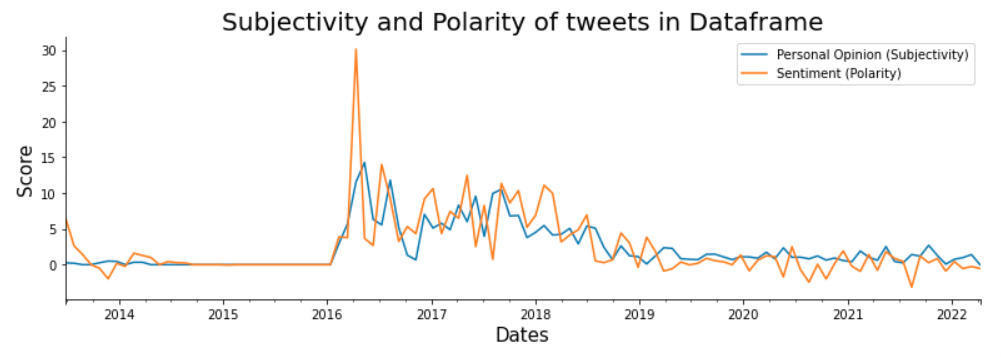 Subjectivity and Polarity of tweets in Dataframe
Personal Opinion (Subjectivity)
Sentiment (Polarity)
30
25
20
15
10
5
0
Score
2014 2015 2016 2017 2018 2019 2020 2021 2022
Dates